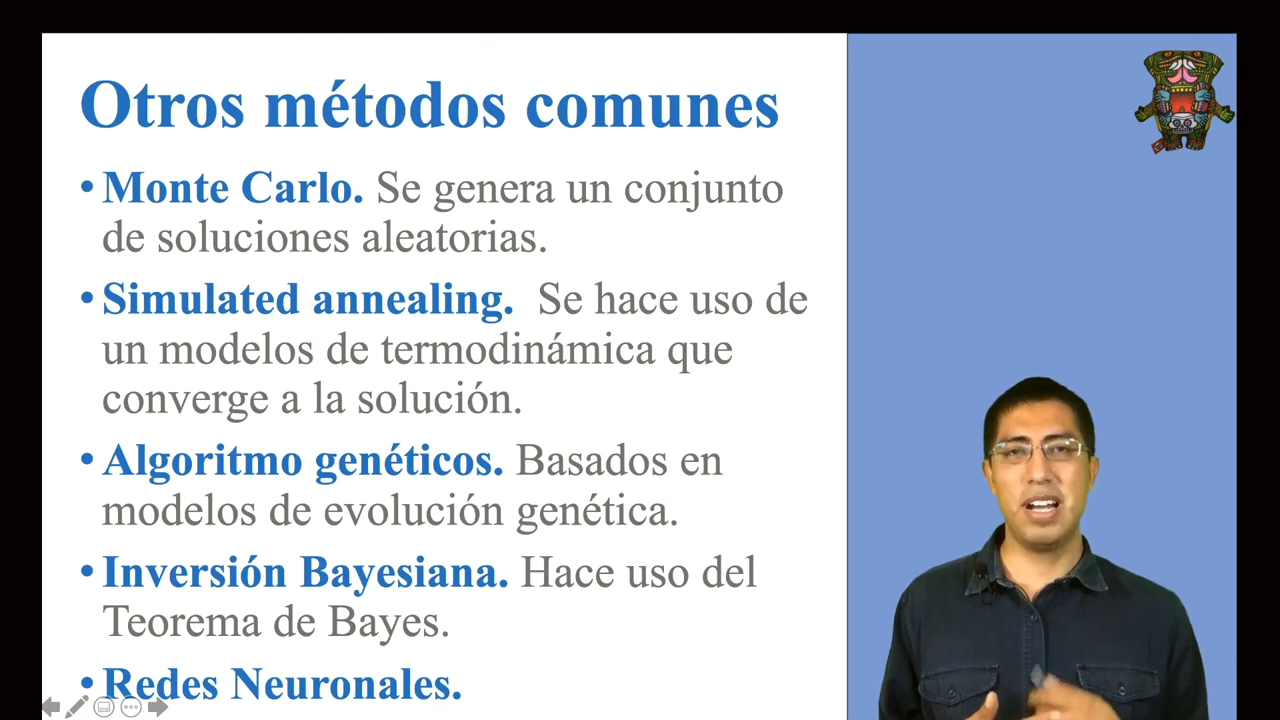 Otros métodos comunes
• Monte Carlo. Se genera un conjunto
de soluciones aleatorias.
• Simulated annealing. Se hace uso de
un modelos de termodinámica que
converge a la solución.
• Algoritmo genéticos. Basados en
modelos de evolución genética.
• Inversión Bayesiana. Hace uso del
Teorema de Bayes.
• Redes Neuronales.